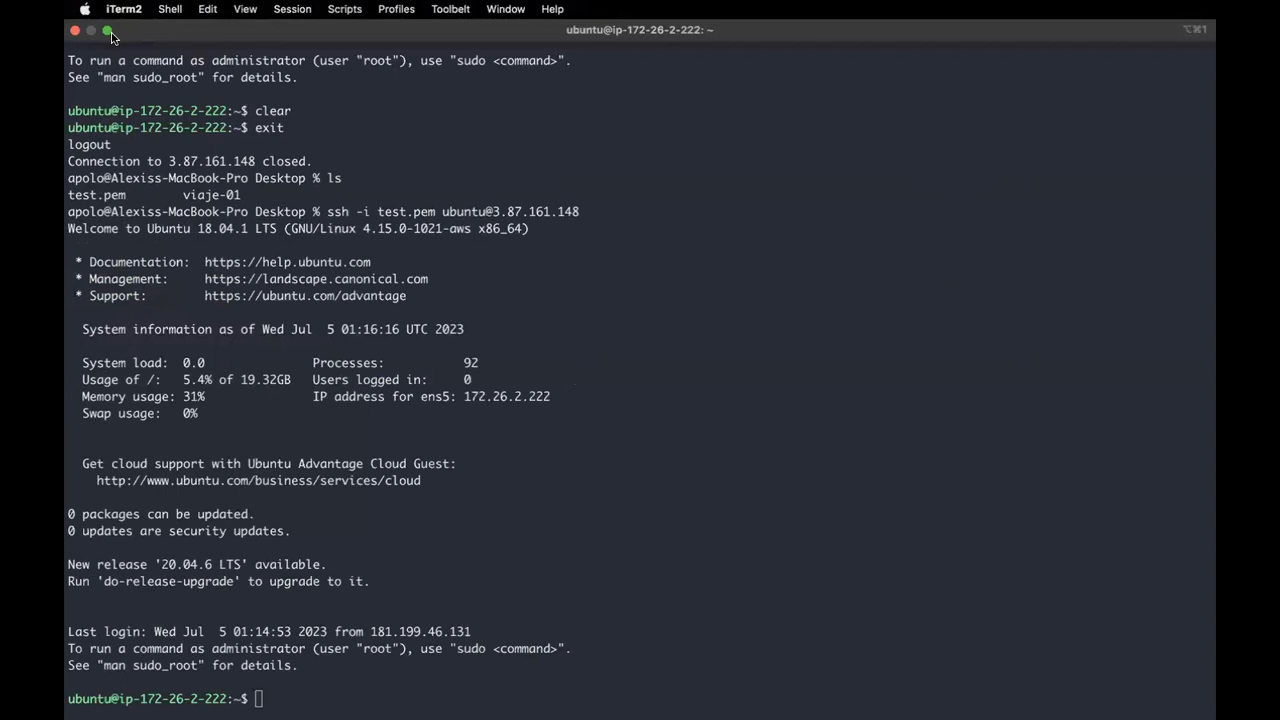 iTerm2 Shell Edit View Session Scripts Profiles Toolbelt Window Help
ubuntu@ip-172-26-2-222: ~ ⌥⌘1
To run a command as administrator (user "root"), use "sudo <command>".
See "man sudo_root" for details.
ubuntu@ip-172-26-2-222:~$ clear
ubuntu@ip-172-26-2-222:~$ exit
logout
Connection to 3.87.161.148 closed.
apolo@Alexiss-MacBook-Pro Desktop % ls
test.pem viaje-01
apolo@Alexiss-MacBook-Pro Desktop % ssh -i test.pem ubuntu@3.87.161.148
Welcome to Ubuntu 18.04.1 LTS (GNU/Linux 4.15.0-1021-aws x86_64)
* Documentation: https://help.ubuntu.com
* Management: https://landscape.canonical.com
* Support: https://ubuntu.com/advantage
System information as of Wed Jul 5 01:16:16 UTC 2023
System load: 0.0 Processes: 92
Usage of /: 5.4% of 19.32GB Users logged in: 0
Memory usage: 31% IP address for ens5: 172.26.2.222
Swap usage: 0%
Get cloud support with Ubuntu Advantage Cloud Guest:
http://www.ubuntu.com/business/services/cloud
0 packages can be updated.
0 updates are security updates.
New release '20.04.6 LTS' available.
Run 'do-release-upgrade' to upgrade to it.
Last login: Wed Jul 5 01:14:53 2023 from 181.199.46.131
To run a command as administrator (user "root"), use "sudo <command>".
See "man sudo_root" for details.
ubuntu@ip-172-26-2-222:~$